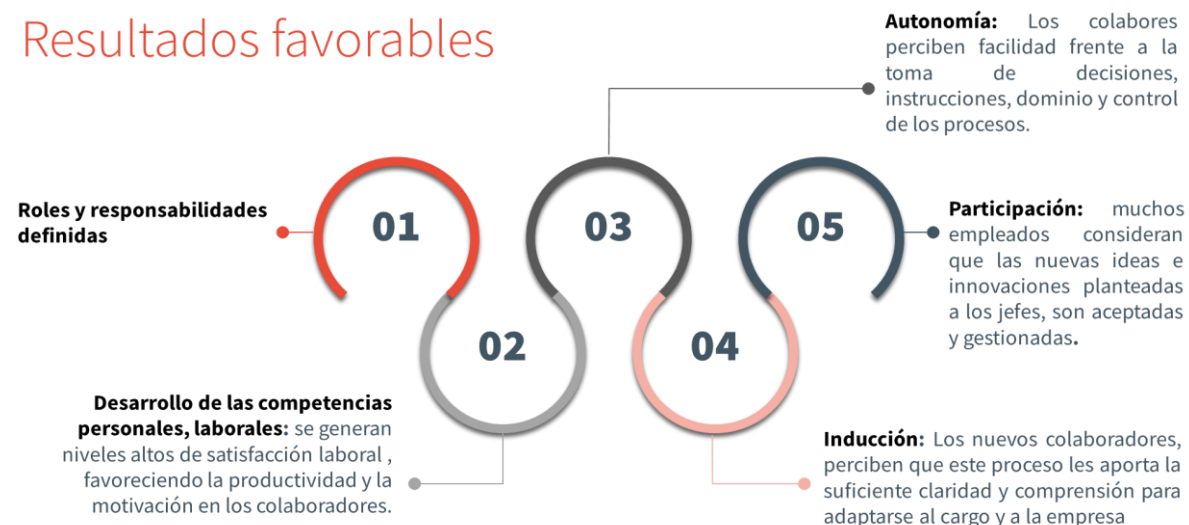 Resultados favorables
01
Roles y responsabilidades
definidas
02
Desarrollo de las competencias
personales, laborales: se generan
niveles altos de satisfacción laboral ,
favoreciendo la productividad y la
motivación en los colaboradores.
03
Autonomía: Los colabores
perciben facilidad frente a la
toma de decisiones,
instrucciones, dominio y control
de los procesos.
04
Inducción: Los nuevos colaboradores,
perciben que este proceso les aporta la
suficiente claridad y comprensión para
adaptarse al cargo y a la empresa
05
Participación: muchos
empleados consideran
que las nuevas ideas e
innovaciones planteadas
a los jefes, son aceptadas
y gestionadas.